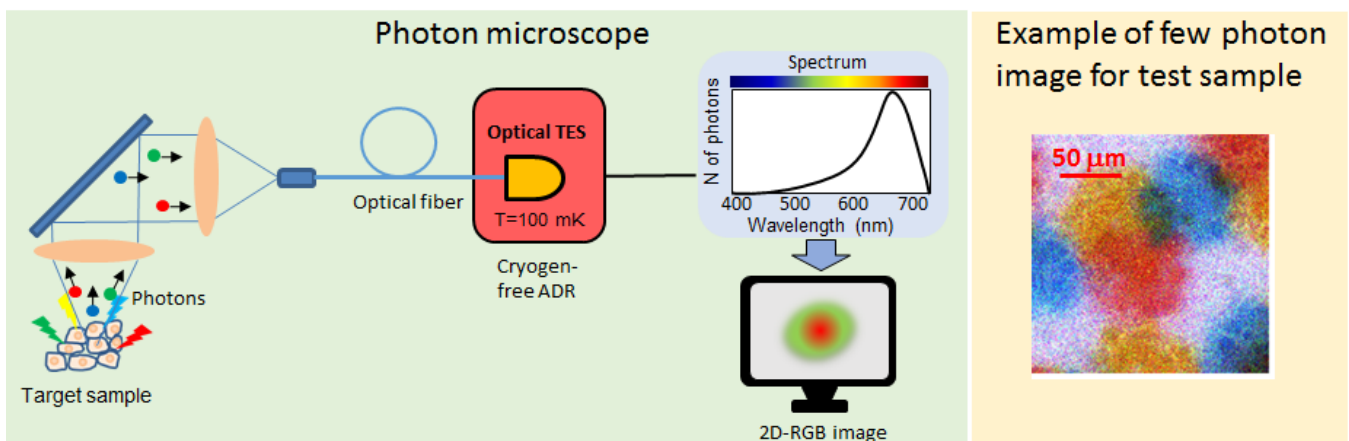 Photon microscope
Optical TES
T=100 mK
Optical fiber
Cryogen-
free ADR
Photons
Target sample
Spectrum
N of photons
400 500 600 700
Wavelength (nm)
2D-RGB image
Example of few photon
image for test sample
50 μm